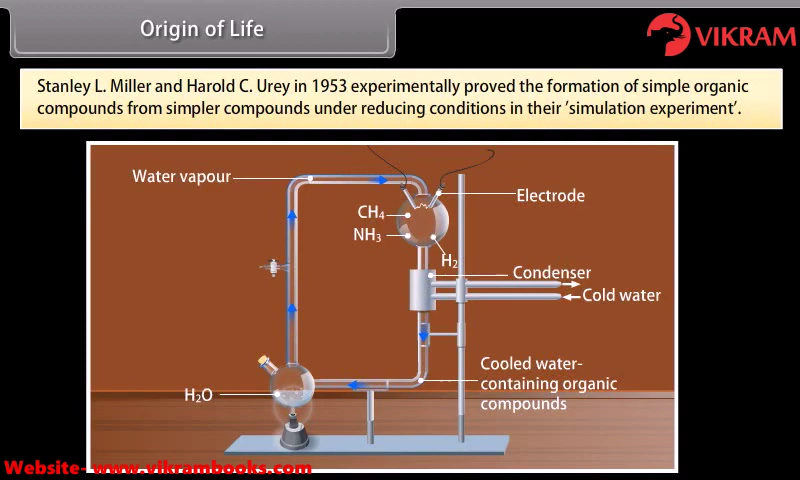 Origin of Life
VIKRAM
Stanley L. Miller and Harold C. Urey in 1953 experimentally proved the formation of simple organic
compounds from simpler compounds under reducing conditions in their 'simulation experiment'.
Water vapour
Electrode
CH₄
NH₃
H₂
Condenser
Cold water
Cooled water-
containing organic
compounds
H₂O
Website- www.vikrambooks.com